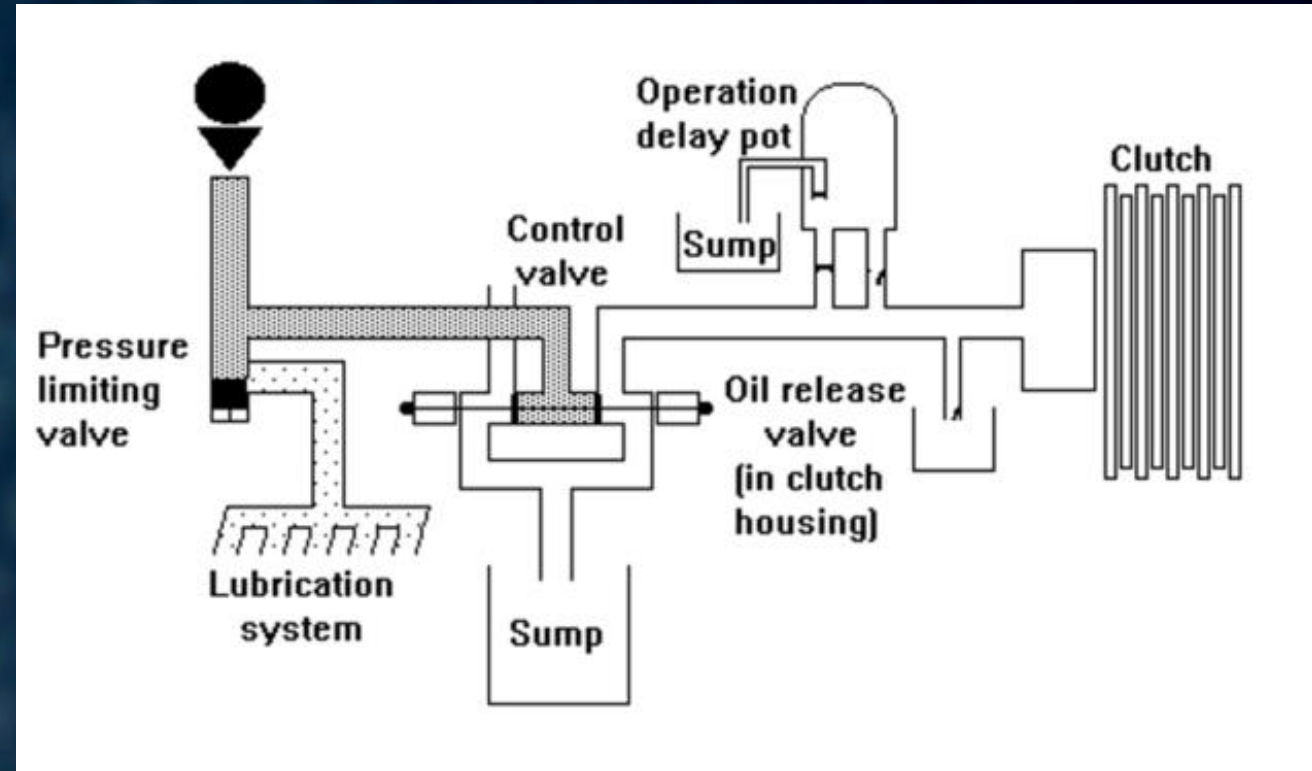 Operation
delay pot
Clutch
Control
valve
Sump
Pressure
limiting
valve
Oil release
valve
(in clutch
housing)
Lubrication
system
Sump